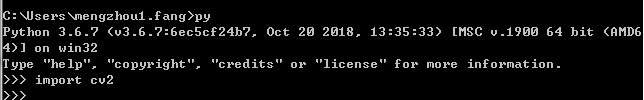 C:\Users\mengzhou1.fang>py
Python 3.6.7 (v3.6.7:6ec5cf24b7, Oct 20 2018, 13:35:33) [MSC v.1900 64 bit (AMD6
4)] on win32
Type "help", "copyright", "credits" or "license" for more information.
>>> import cv2
>>>